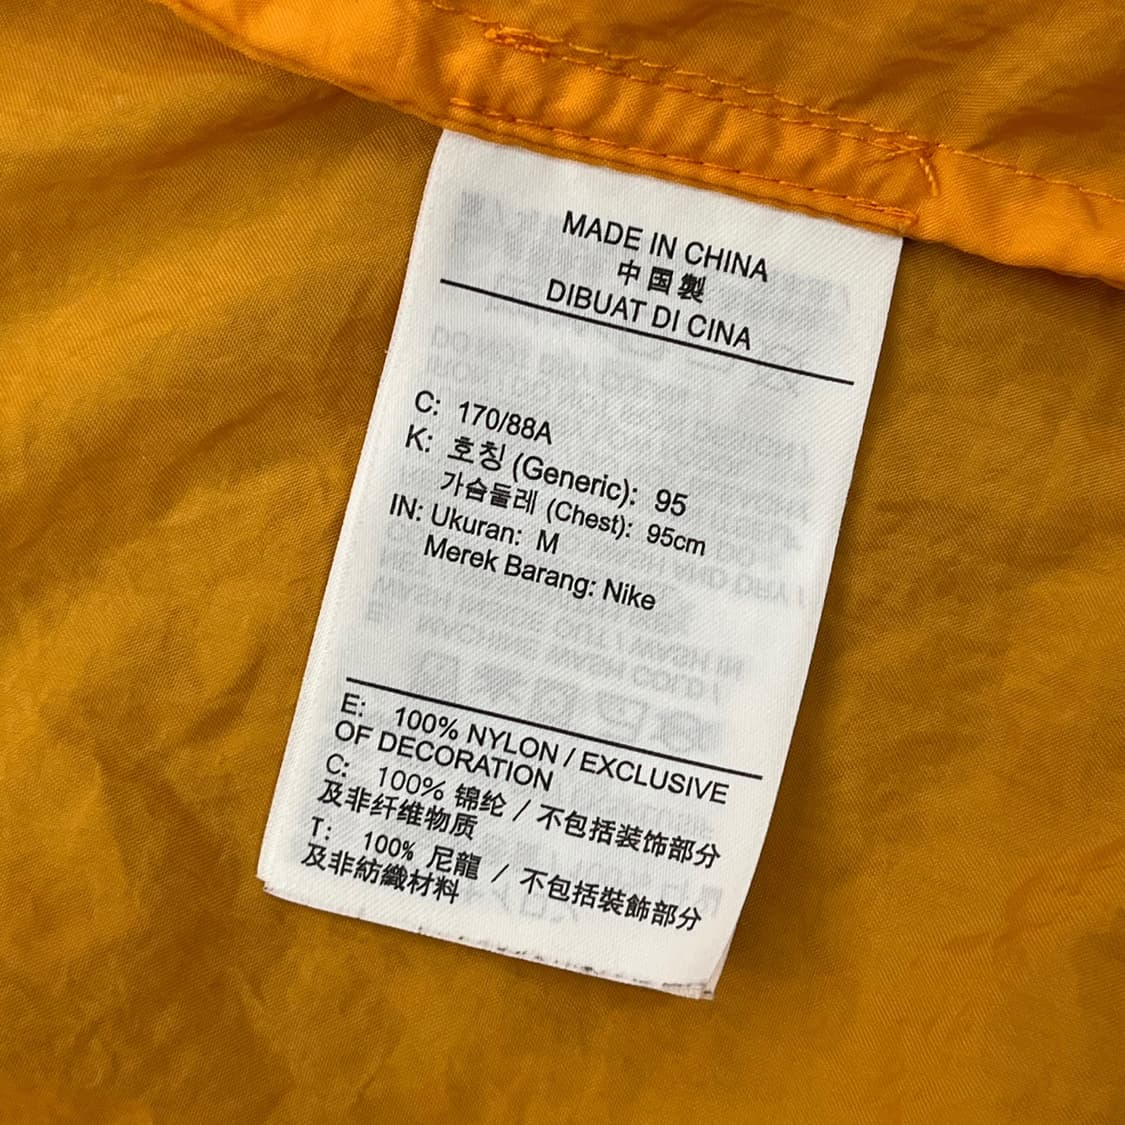 MADE IN CHINA
中国製
DIBUAT DI CINA
C: 170/88A
K: 호칭 (Generic): 95
가슴둘레 (Chest): 95cm
IN: Ukuran: M
Merek Barang: Nike
E: 100% NYLON / EXCLUSIVE
OF DECORATION
C: 100% 锦纶 / 不包括装饰部分
及非纤维物质
T: 100% 尼龍 / 不包括裝飾部分
及非紡織材料